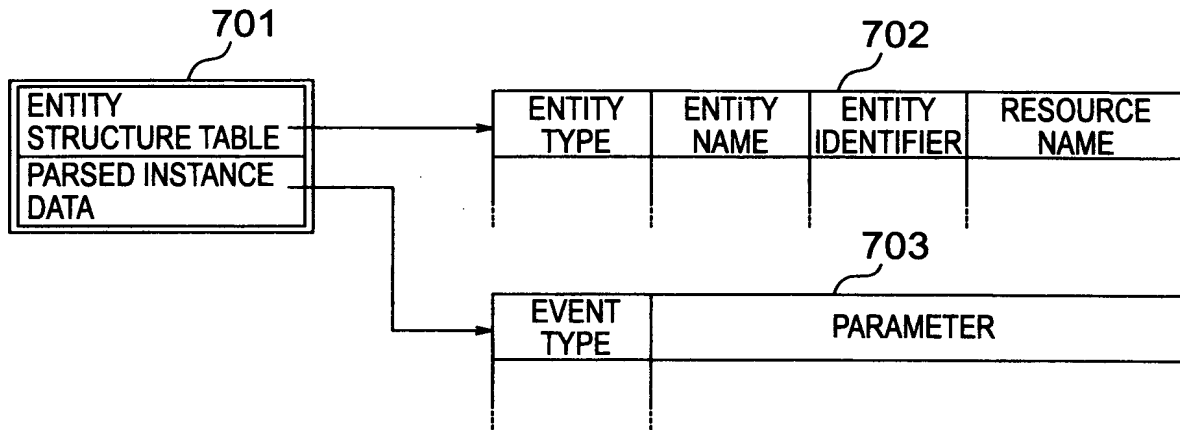 701
ENTITY
STRUCTURE TABLE
PARSED INSTANCE
DATA
702
ENTITY
TYPE
ENTiTY
NAME
ENTITY
IDENTIFIER
RESOURCE
NAME
703
EVENT
TYPE
PARAMETER